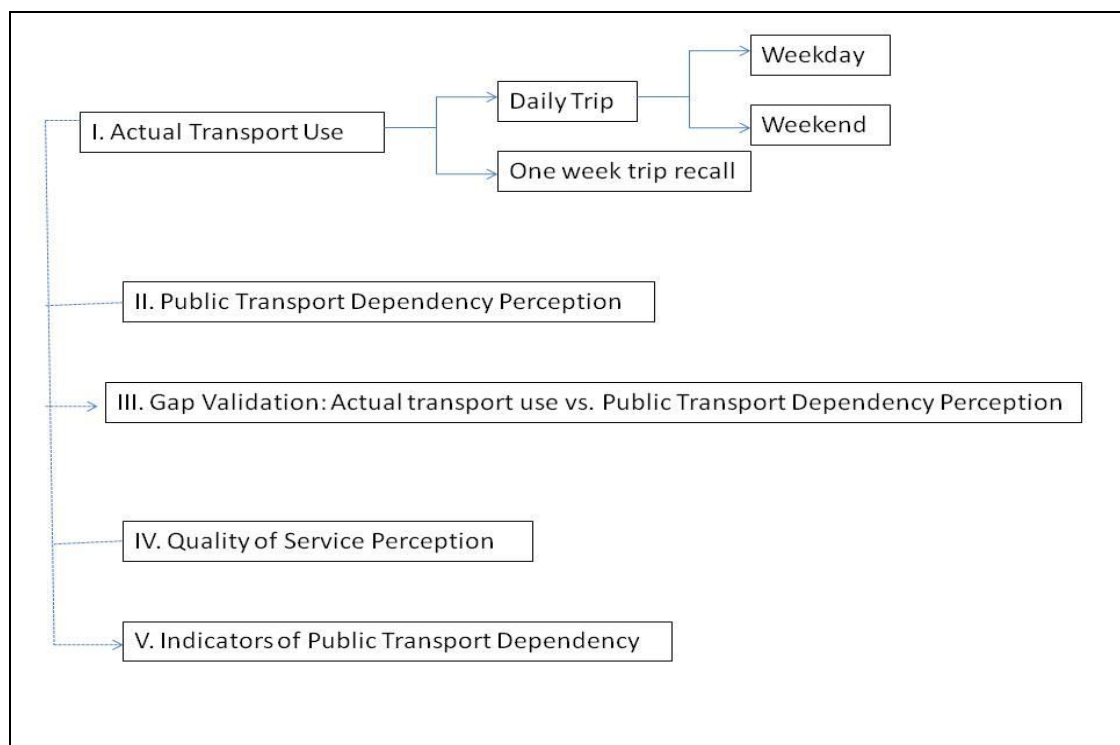 Weekday
Daily Trip
I. Actual Transport Use
Weekend
One week trip recall
II. Public Transport Dependency Perception
III. Gap Validation: Actual transport use vs. Public Transport Dependency Perception
IV. Quality of Service Perception
V. Indicators of Public Transport Dependency